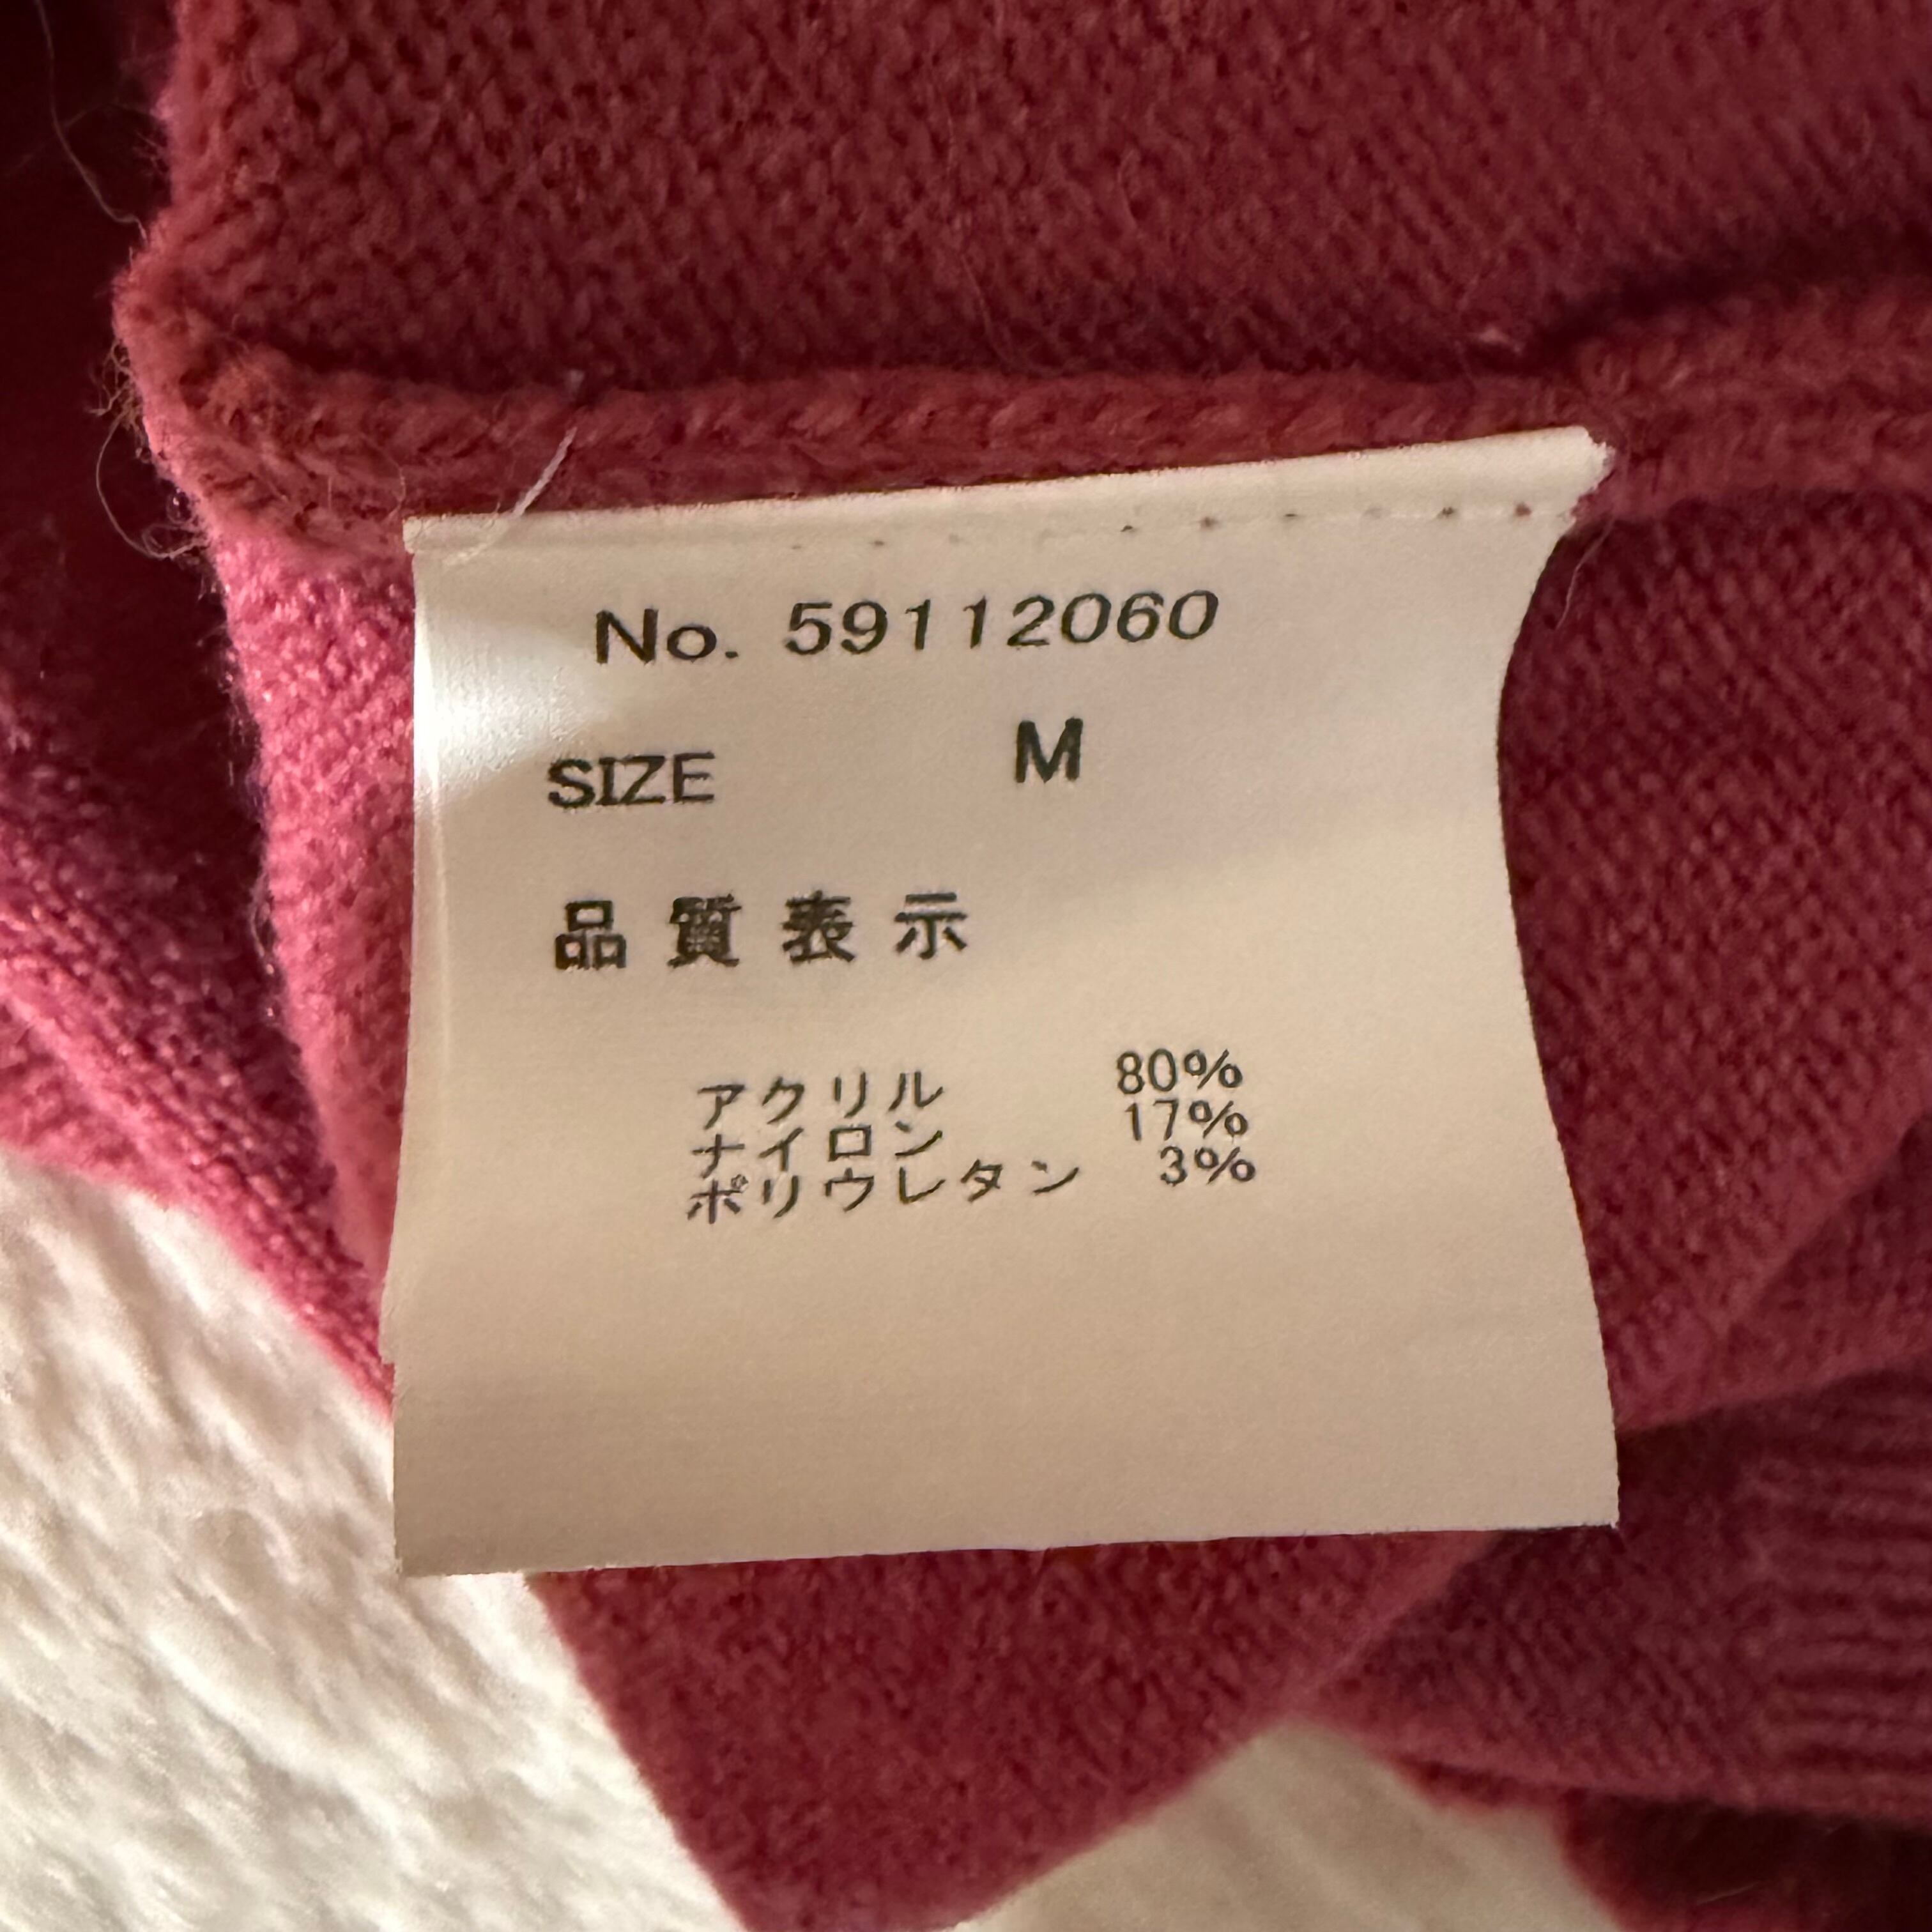 No. 59112060
SIZE M
品質表示
アクリル 80%
ナイロン 17%
ポリウレタン 3%